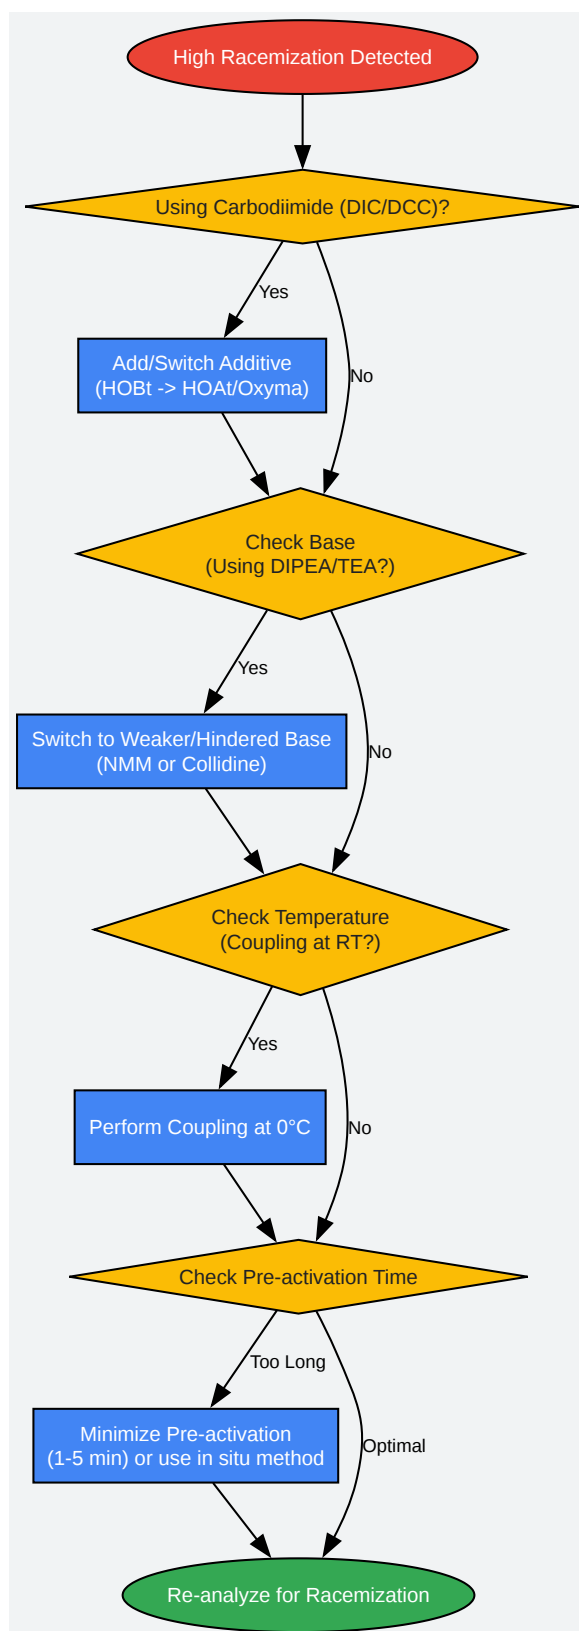 High Racemization Detected
Using Carbodiimide (DIC/DCC)?
Yes
Add/Switch Additive
(HOBt -> HOAt/Oxyma)
No
Check Base
(Using DIPEA/TEA?)
Yes
Switch to Weaker/Hindered Base
(NMM or Collidine)
No
Check Temperature
(Coupling at RT?)
Yes
Perform Coupling at 0°C
No
Check Pre-activation Time
Too Long
Minimize Pre-activation
(1-5 min) or use in situ method
Optimal
Re-analyze for Racemization